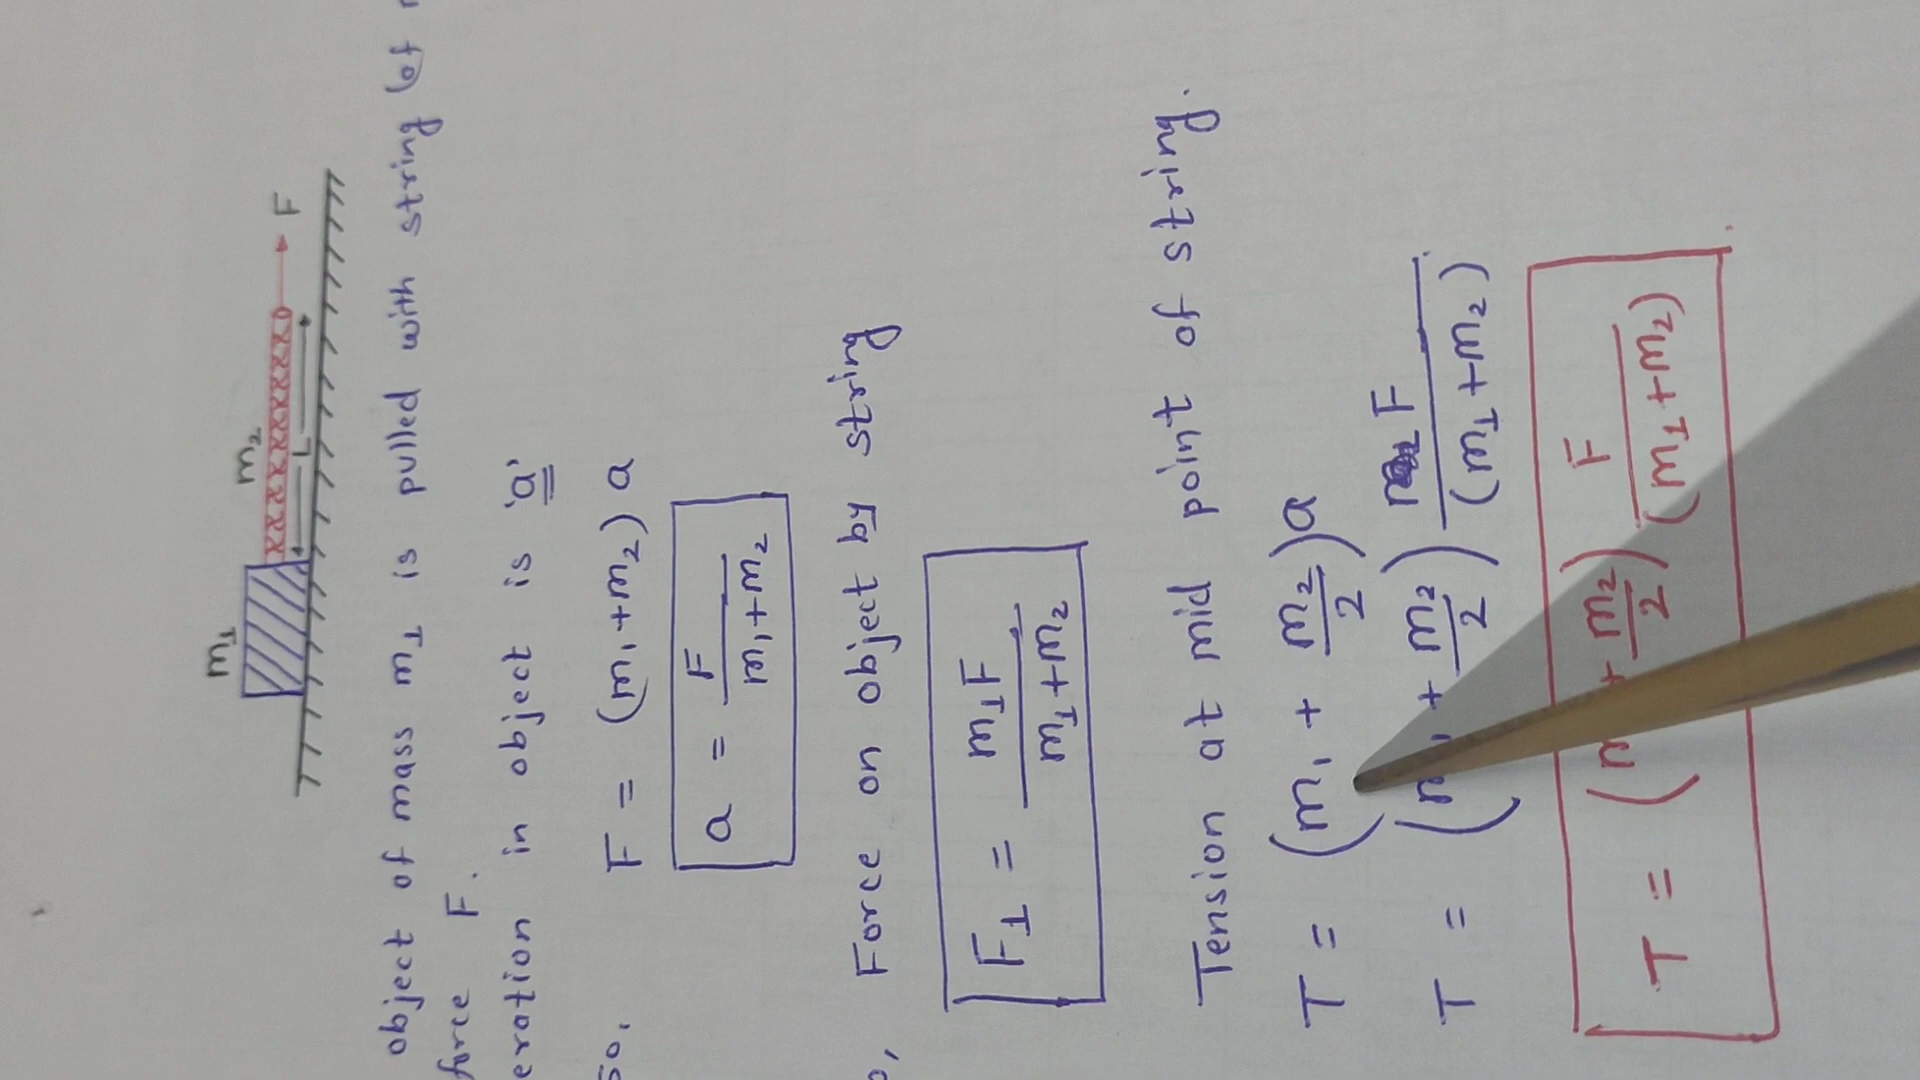 m₁
m₂
F
L
object of mass m₁ is pulled with string (of
force F.
eration in object is 'a'
So, F = (m₁+m₂) a
a = F / (m₁+m₂)
Force on object by string
F₁ = m₁F / (m₁+m₂)
Tension at mid point of string.
T = (m₁ + m₂/2)a
T = (m₁ + m₂/2) F / (m₁+m₂)
T = (m₁ + m₂/2) F / (m₁+m₂)